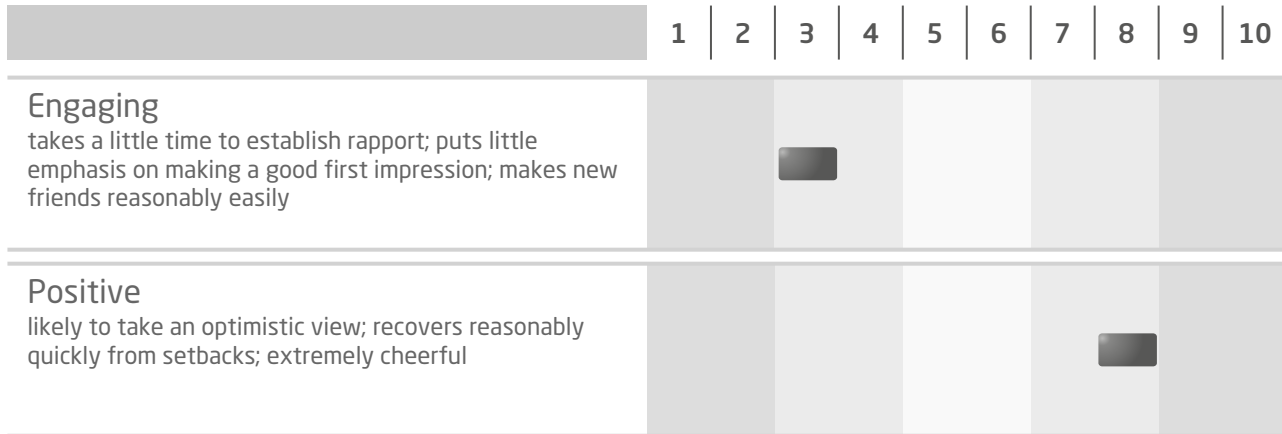 1 2 3 4 5 6 7 8 9 10
Engaging
takes a little time to establish rapport; puts little
emphasis on making a good first impression; makes new
friends reasonably easily
Positive
likely to take an optimistic view; recovers reasonably
quickly from setbacks; extremely cheerful